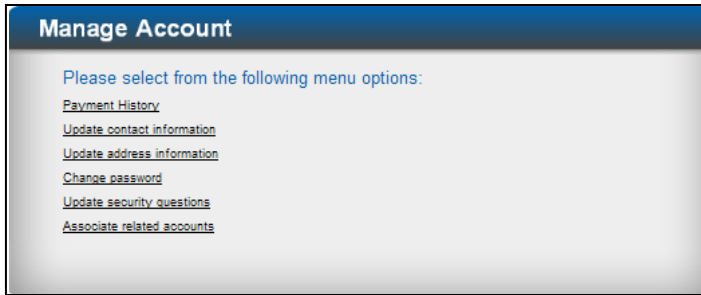 Manage Account
Please select from the following menu options:
Payment History
Update contact information
Update address information
Change password
Update security questions
Associate related accounts